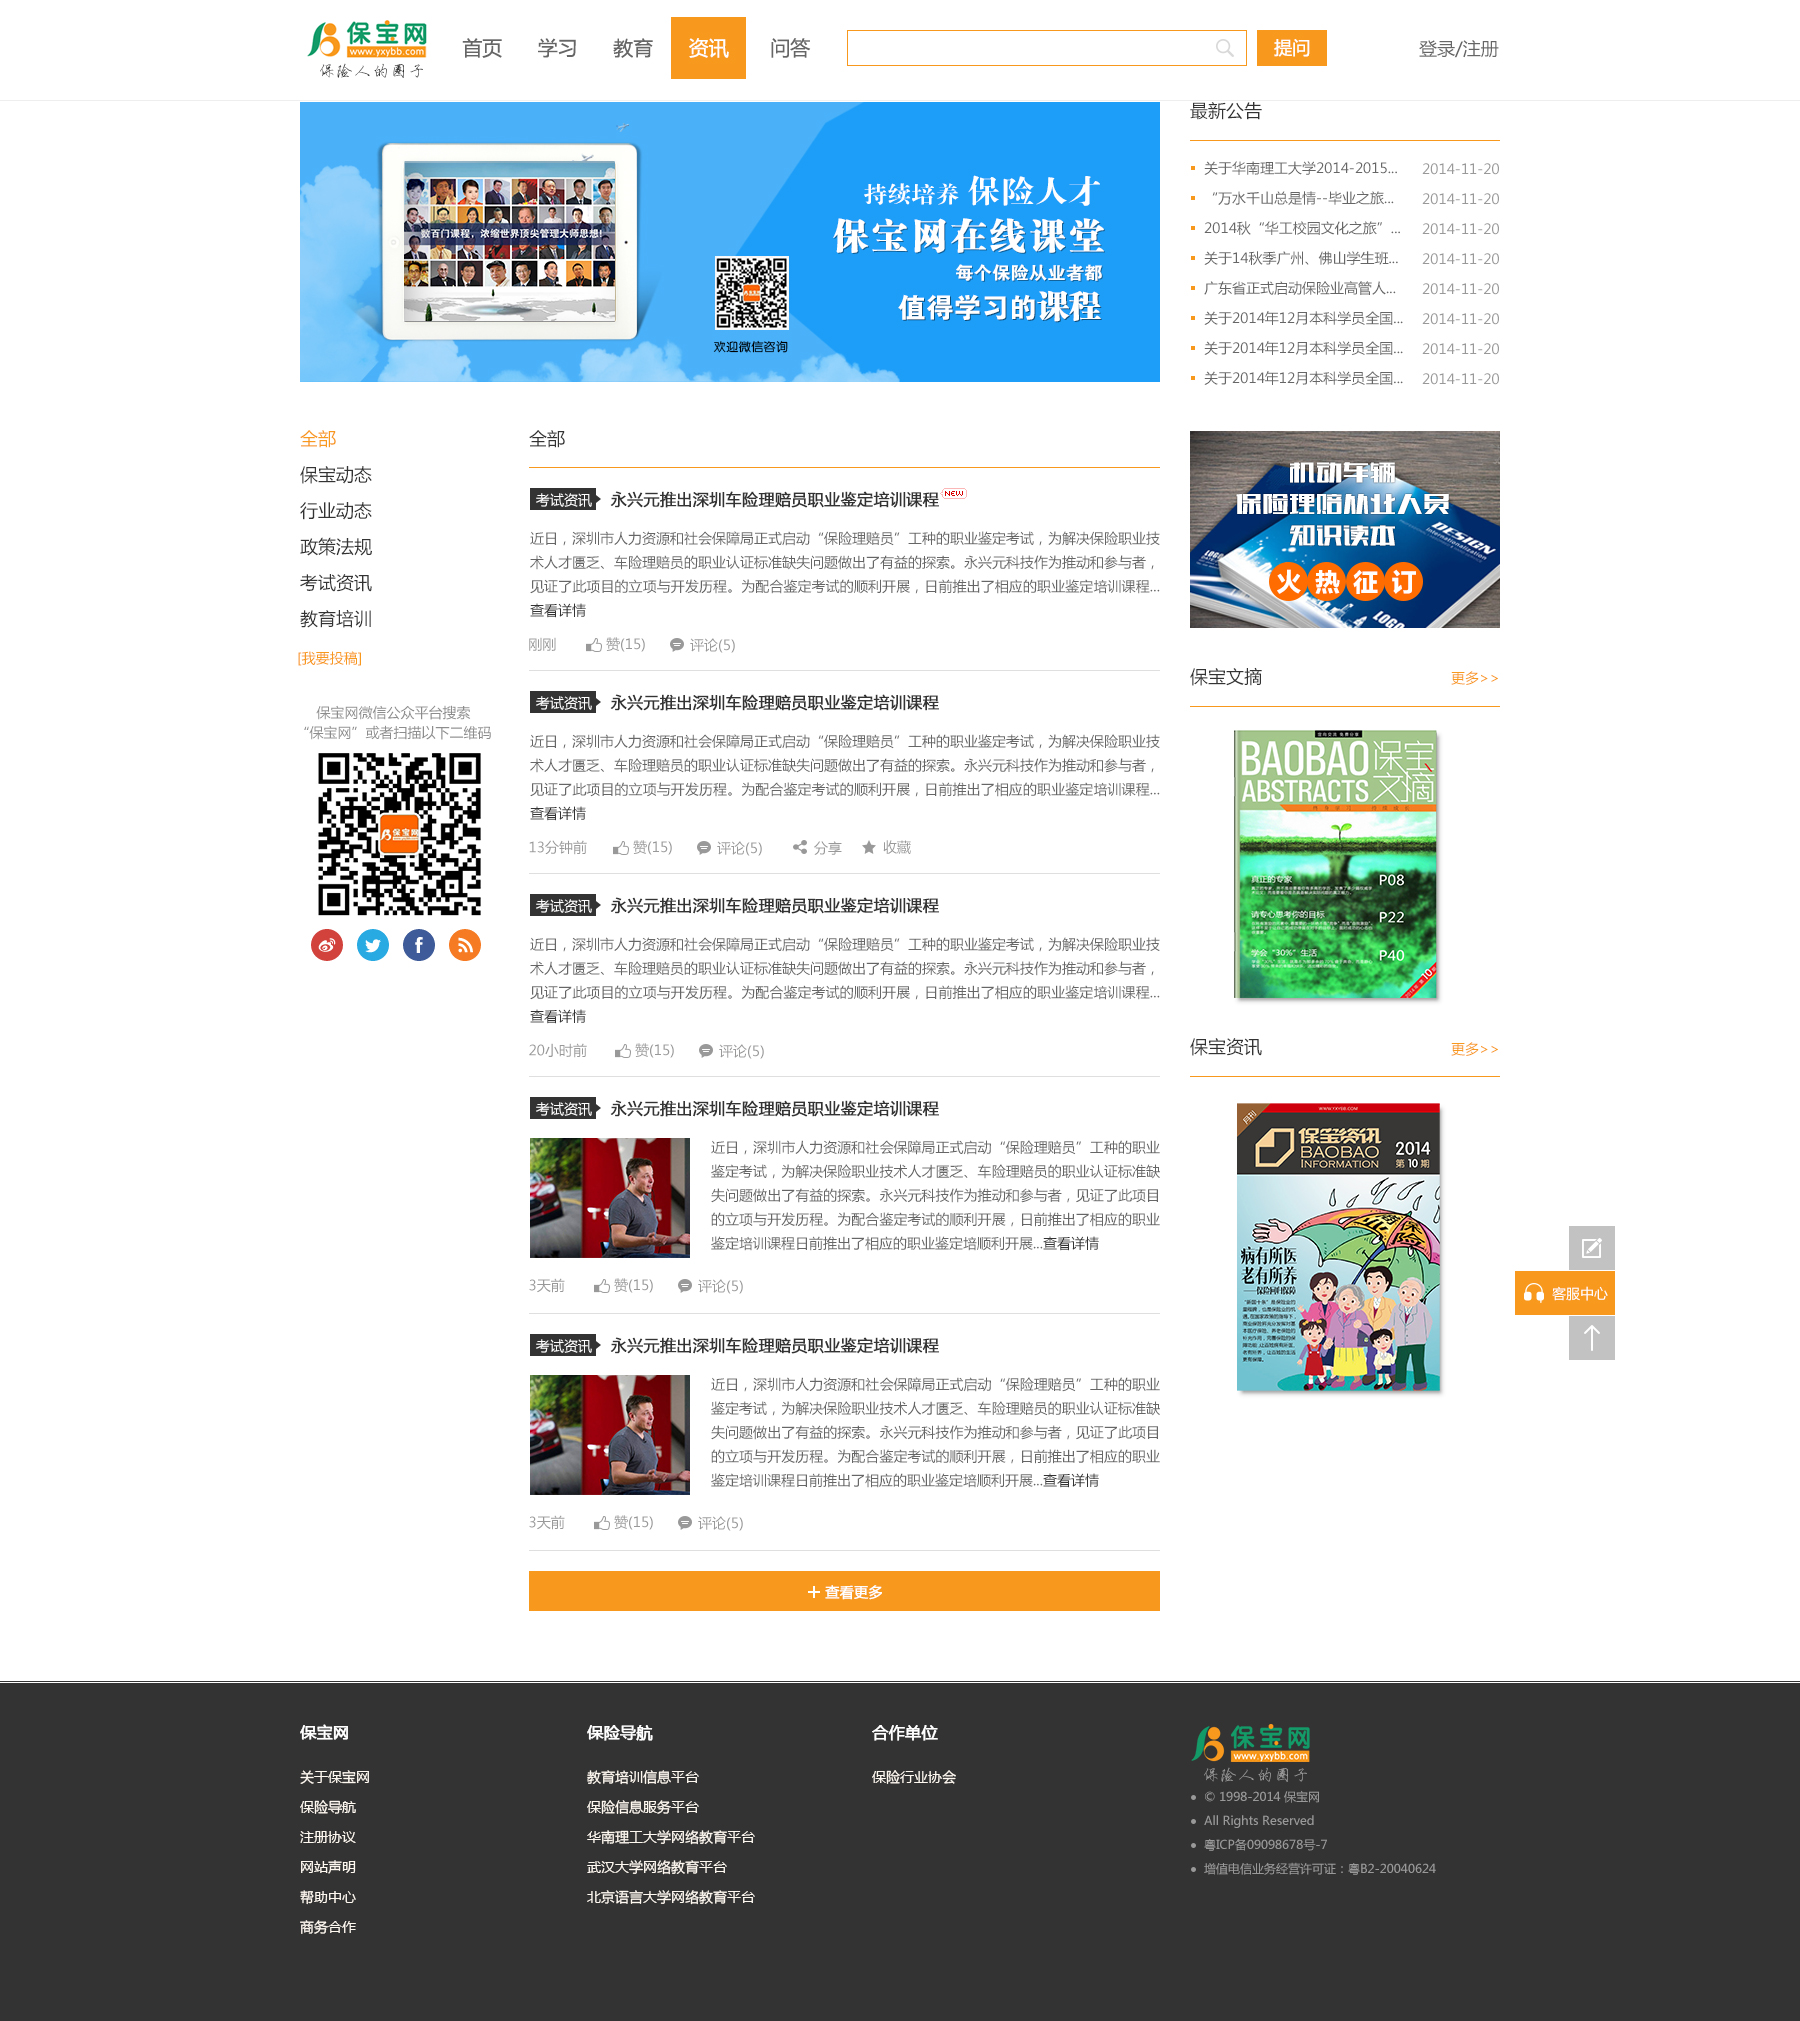 保宝网
www.yxybb.com
保险人的圈子
首页
学习
教育
资讯
问答
提问
登录/注册
数百门课程，浓缩世界顶尖管理大师思想!
持续培养 保险人才
保宝网在线课堂
每个保险从业者都
值得学习的课程
欢迎微信咨询
最新公告
关于华南理工大学2014-2015... 2014-11-20
“万水千山总是情--毕业之旅... 2014-11-20
2014秋“华工校园文化之旅” ... 2014-11-20
关于14秋季广州、佛山学生班... 2014-11-20
广东省正式启动保险业高管人... 2014-11-20
关于2014年12月本科学员全国... 2014-11-20
关于2014年12月本科学员全国... 2014-11-20
关于2014年12月本科学员全国... 2014-11-20
全部
保宝动态
行业动态
政策法规
考试资讯
教育培训
[我要投稿]
保宝网微信公众平台搜索
“保宝网”或者扫描以下二维码
保宝网
全部
考试资讯 永兴元推出深圳车险理赔员职业鉴定培训课程 NEW
近日，深圳市人力资源和社会保障局正式启动“保险理赔员”工种的职业鉴定考试，为解决保险职业技
术人才匮乏、车险理赔员的职业认证标准缺失问题做出了有益的探索。永兴元科技作为推动和参与者，
见证了此项目的立项与开发历程。为配合鉴定考试的顺利开展，日前推出了相应的职业鉴定培训课程...
查看详情
刚刚 赞(15) 评论(5)
考试资讯 永兴元推出深圳车险理赔员职业鉴定培训课程
近日，深圳市人力资源和社会保障局正式启动“保险理赔员”工种的职业鉴定考试，为解决保险职业技
术人才匮乏、车险理赔员的职业认证标准缺失问题做出了有益的探索。永兴元科技作为推动和参与者，
见证了此项目的立项与开发历程。为配合鉴定考试的顺利开展，日前推出了相应的职业鉴定培训课程...
查看详情
13分钟前 赞(15) 评论(5) 分享 收藏
考试资讯 永兴元推出深圳车险理赔员职业鉴定培训课程
近日，深圳市人力资源和社会保障局正式启动“保险理赔员”工种的职业鉴定考试，为解决保险职业技
术人才匮乏、车险理赔员的职业认证标准缺失问题做出了有益的探索。永兴元科技作为推动和参与者，
见证了此项目的立项与开发历程。为配合鉴定考试的顺利开展，日前推出了相应的职业鉴定培训课程...
查看详情
20小时前 赞(15) 评论(5)
考试资讯 永兴元推出深圳车险理赔员职业鉴定培训课程
近日，深圳市人力资源和社会保障局正式启动“保险理赔员”工种的职业
鉴定考试，为解决保险职业技术人才匮乏、车险理赔员的职业认证标准缺
失问题做出了有益的探索。永兴元科技作为推动和参与者，见证了此项目
的立项与开发历程。为配合鉴定考试的顺利开展，日前推出了相应的职业
鉴定培训课程日前推出了相应的职业鉴定培顺利开展...查看详情
3天前 赞(15) 评论(5)
考试资讯 永兴元推出深圳车险理赔员职业鉴定培训课程
近日，深圳市人力资源和社会保障局正式启动“保险理赔员”工种的职业
鉴定考试，为解决保险职业技术人才匮乏、车险理赔员的职业认证标准缺
失问题做出了有益的探索。永兴元科技作为推动和参与者，见证了此项目
的立项与开发历程。为配合鉴定考试的顺利开展，日前推出了相应的职业
鉴定培训课程日前推出了相应的职业鉴定培顺利开展...查看详情
3天前 赞(15) 评论(5)
查看更多
机动车辆
保险理赔从业人员
知识读本
火热征订
DESIGN
Internationalization
LOGO
LOGO
保宝文摘 更多>>
BAOBAO
ABSTRACTS
保宝
文摘
真正的专家 P08
请专心思考你的目标 P22
学会“30%”生活 P40
保宝资讯 更多>>
WWW.YXYBB.COM
月刊
保宝资讯
BAOBAO
INFORMATION
2014
第10期
保险
病有所医
老有所养
——保险回归保障
客服中心
保宝网
关于保宝网
保险导航
注册协议
网站声明
帮助中心
商务合作
保险导航
教育培训信息平台
保险信息服务平台
华南理工大学网络教育平台
武汉大学网络教育平台
北京语言大学网络教育平台
合作单位
保险行业协会
保宝网
www.yxybb.com
保险人的圈子
© 1998-2014 保宝网
All Rights Reserved
粤ICP备09098678号-7
增值电信业务经营许可证：粤B2-20040624